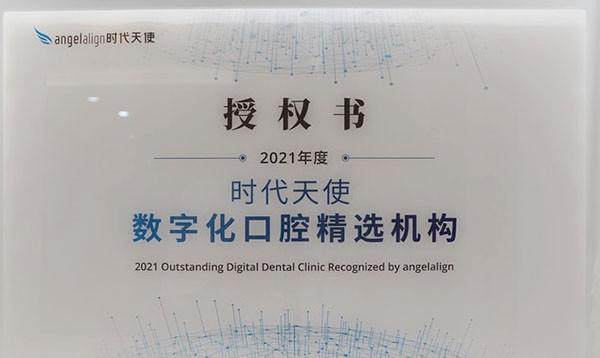 angelalign时代天使
授权书
2021年度
时代天使
数字化口腔精选机构
2021 Outstanding Digital Dental Clinic Recognized by angelalign